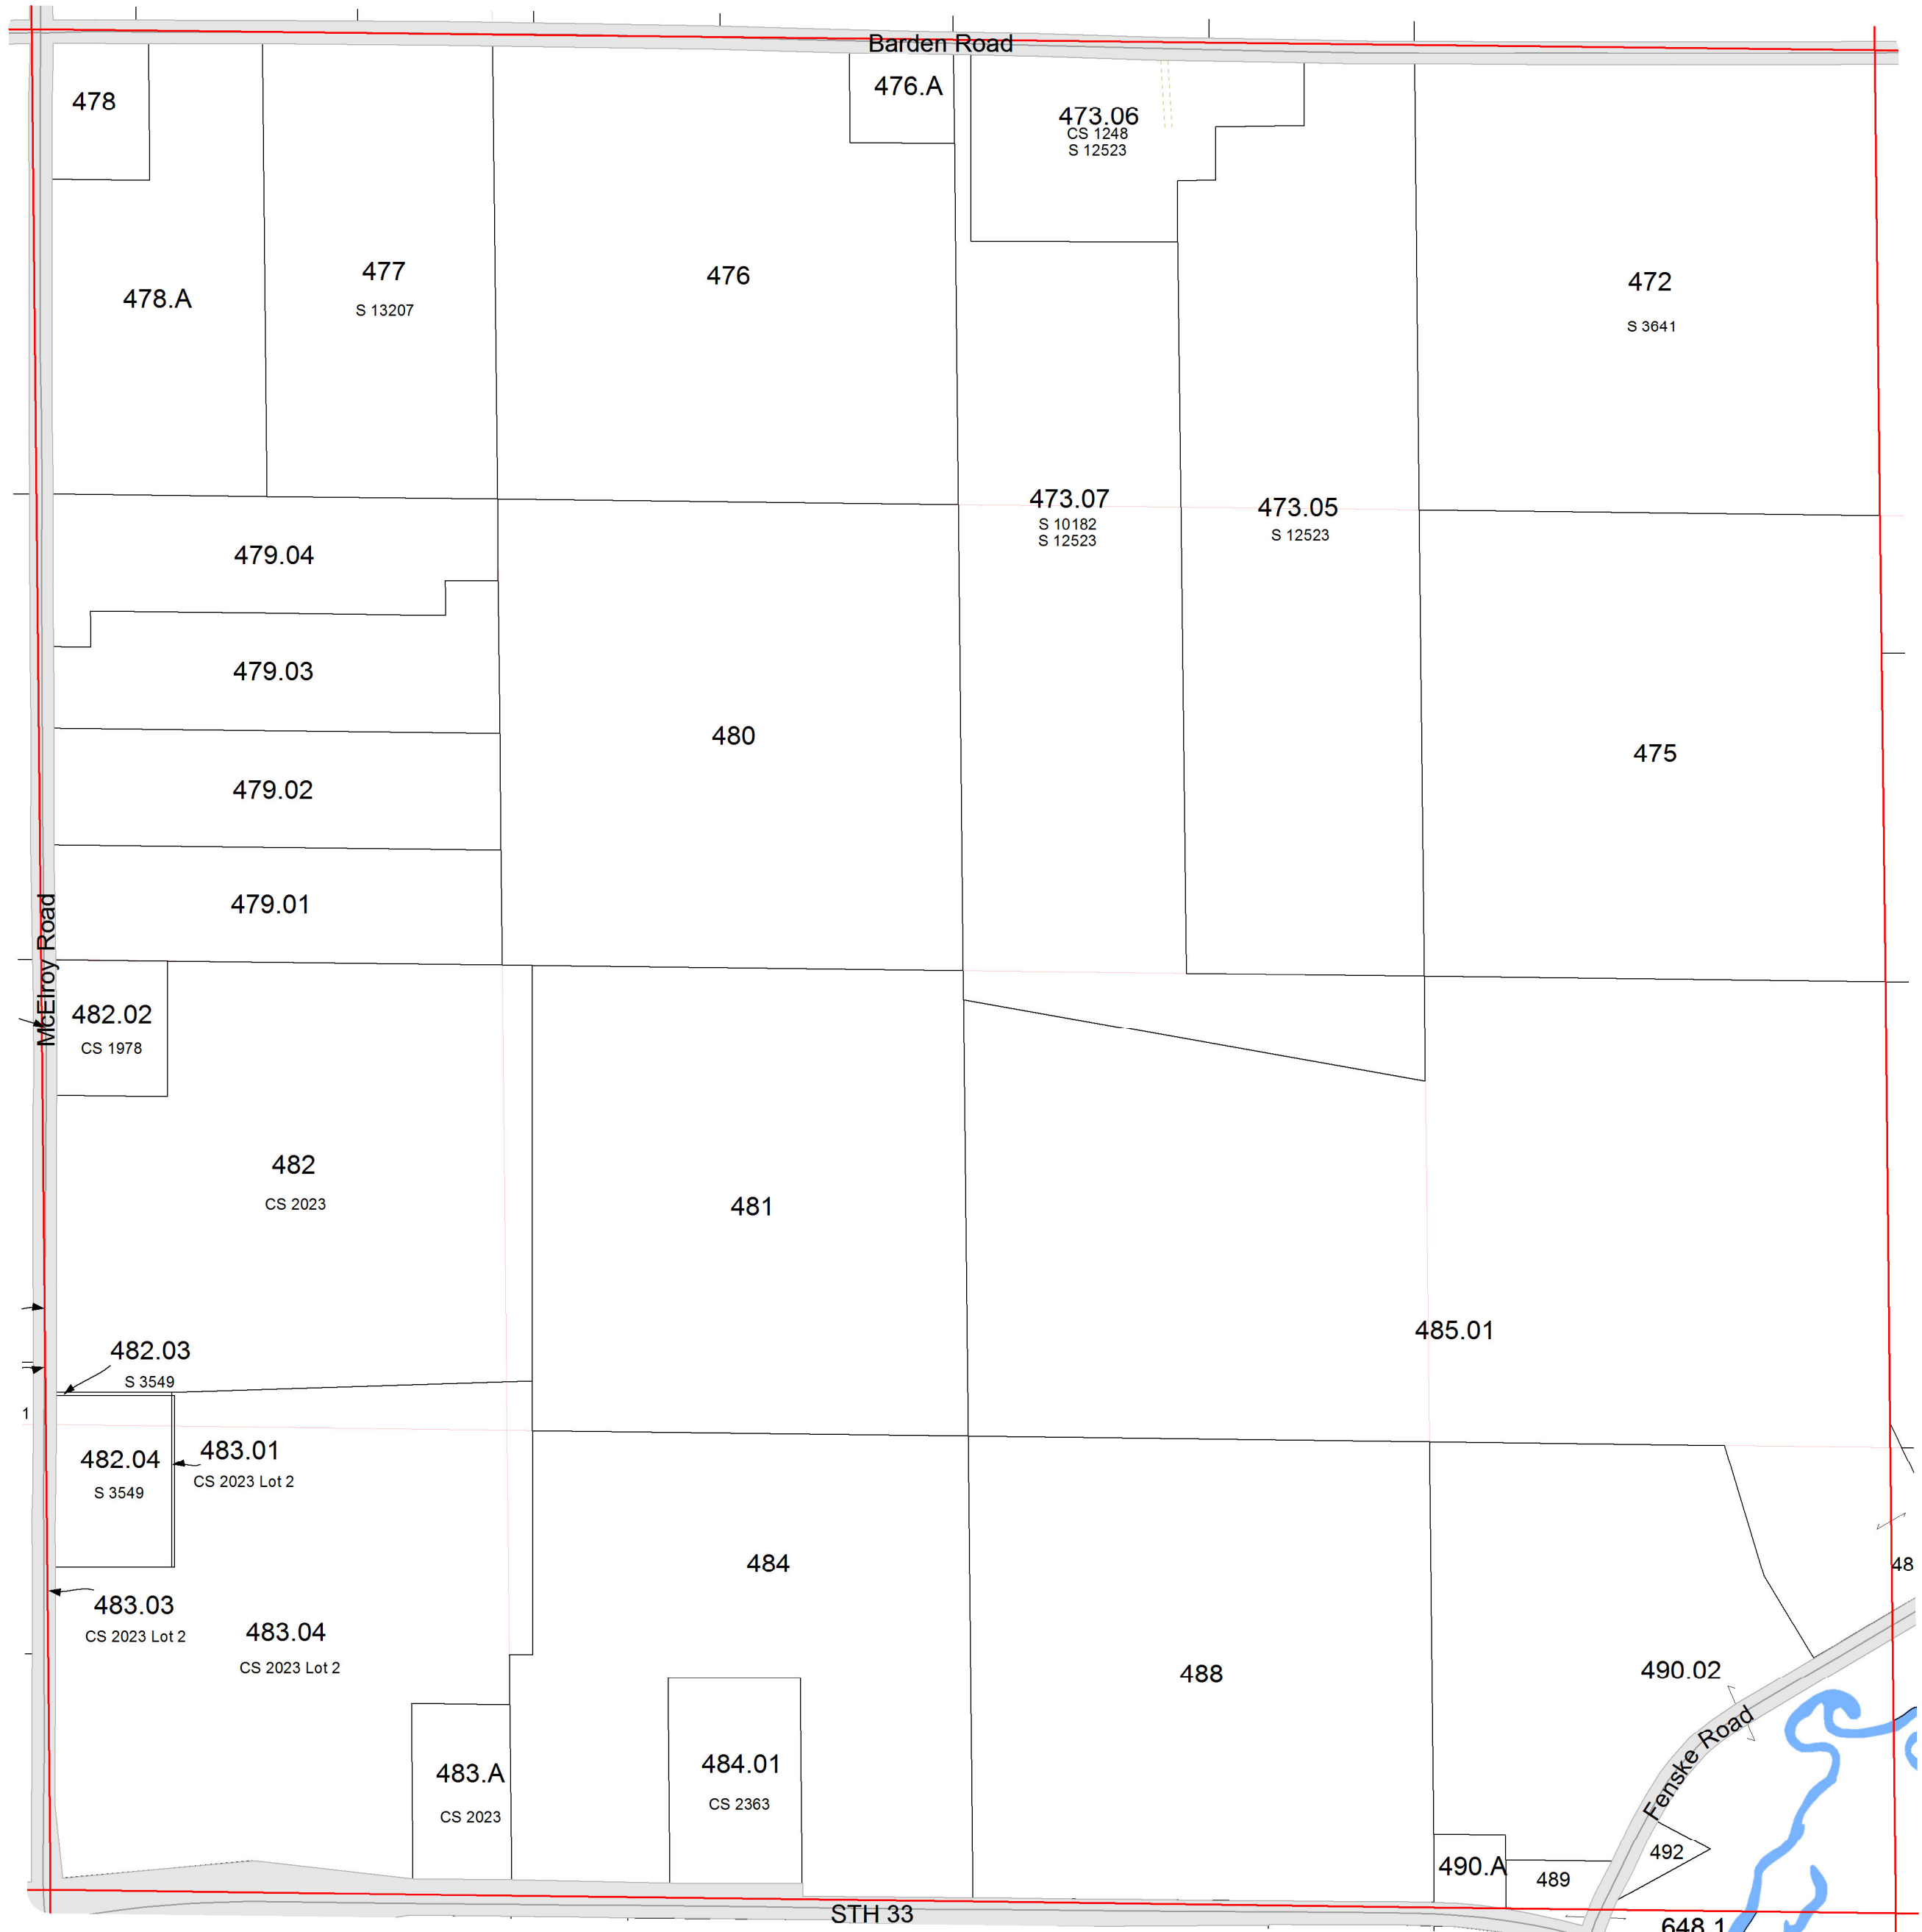 Barden Road
478
476.A
473.06
CS 1248
S 12523
477
S 13207
476
472
S 3641
478.A
473.07
S 10182
S 12523
473.05
S 12523
479.04
479.03
480
475
479.02
479.01
McElroy Road
482.02
CS 1978
482
CS 2023
481
485.01
482.03
S 3549
1
482.04
S 3549
483.01
CS 2023 Lot 2
484
48
483.03
CS 2023 Lot 2
483.04
CS 2023 Lot 2
488
490.02
Fenske Road
483.A
CS 2023
484.01
CS 2363
490.A
489
492
STH 33
648.1